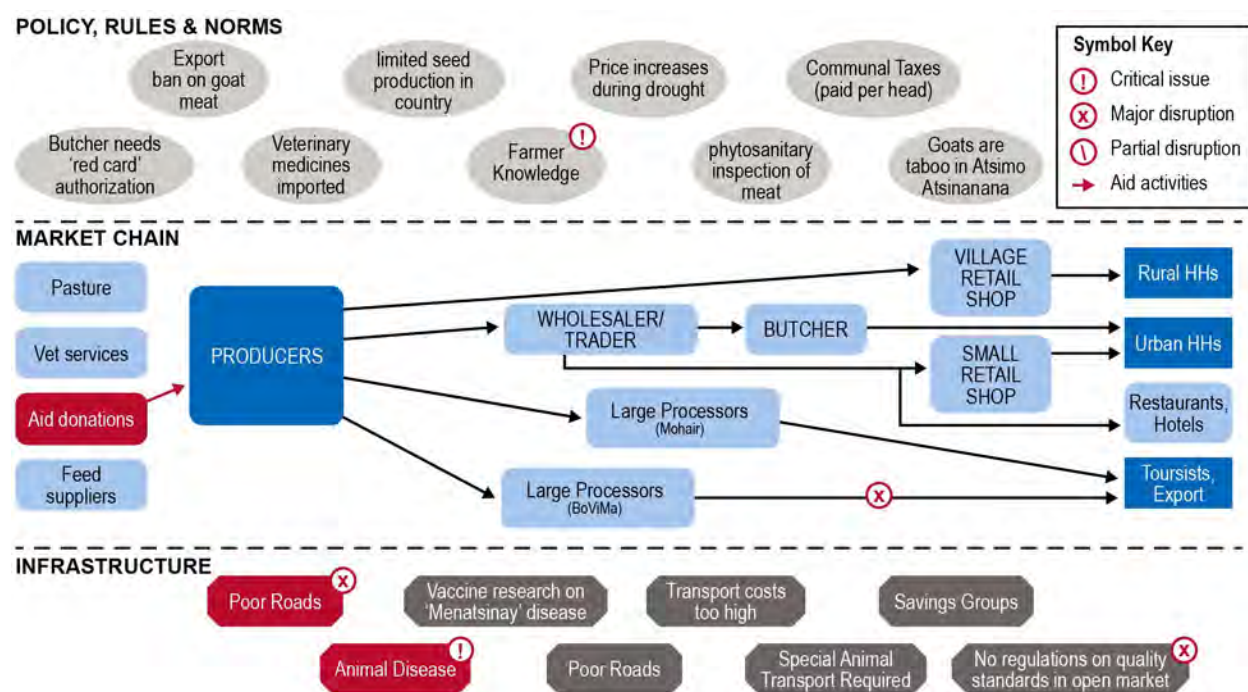 POLICY, RULES & NORMS
Export
ban on goat
meat
limited seed
production in
country
Price increases
during drought
Communal Taxes
(paid per head)
Butcher needs
'red card'
authorization
Veterinary
medicines
imported
Farmer
Knowledge
!
phytosanitary
inspection of
meat
Goats are
taboo in Atsimo
Atsinanana
Symbol Key
! Critical issue
x Major disruption
\ Partial disruption
Aid activities
MARKET CHAIN
Pasture
Vet services
Aid donations
Feed
suppliers
PRODUCERS
WHOLESALER/
TRADER
BUTCHER
VILLAGE
RETAIL
SHOP
SMALL
RETAIL
SHOP
Large Processors
(Mohair)
Large Processors
(BoViMa)
x
Rural HHs
Urban HHs
Restaurants,
Hotels
Toursists,
Export
INFRASTRUCTURE
Poor Roads
x
Vaccine research on
'Menatsinay' disease
Transport costs
too high
Savings Groups
Animal Disease
!
Poor Roads
Special Animal
Transport Required
No regulations on quality
standards in open market
x